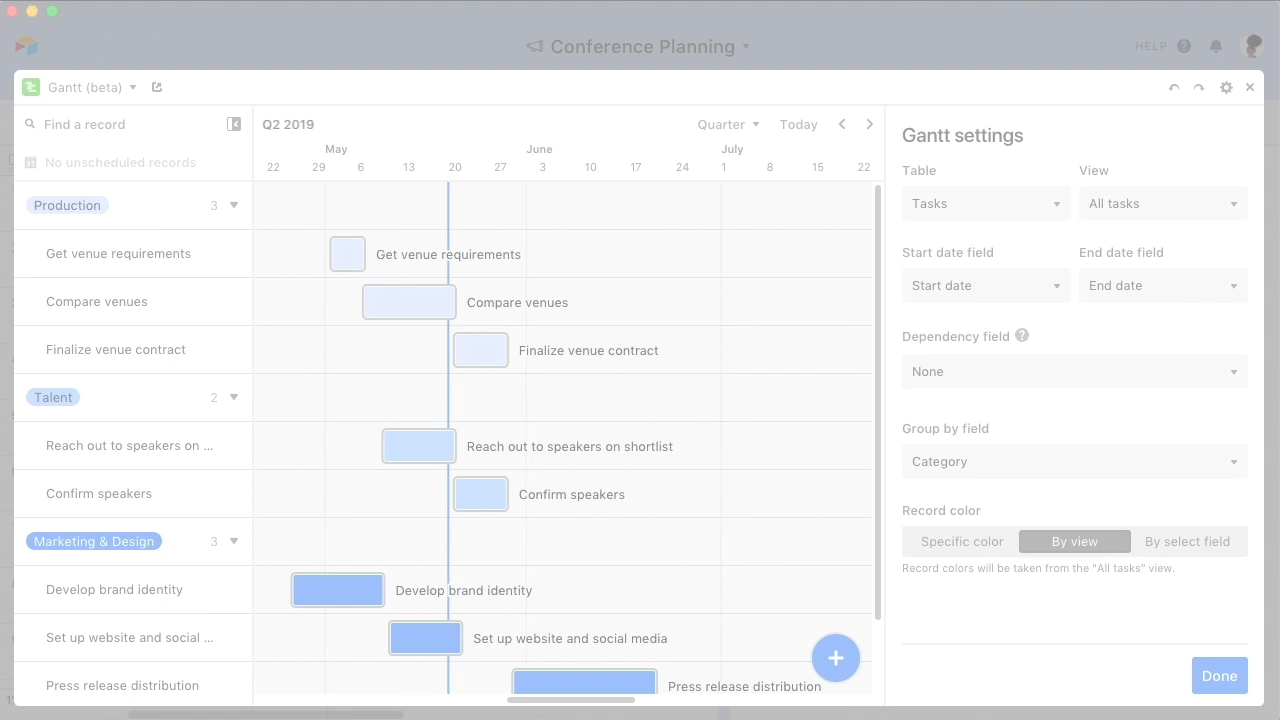 Conference Planning
HELP
Gantt (beta)
Find a record
No unscheduled records
Q2 2019
Quarter
Today
May
June
July
22 29 6 13 20 27 3 10 17 24 1 8 15 22
Production 3
Get venue requirements
Get venue requirements
Compare venues
Compare venues
Finalize venue contract
Finalize venue contract
Talent 2
Reach out to speakers on ...
Reach out to speakers on shortlist
Confirm speakers
Confirm speakers
Marketing & Design 3
Develop brand identity
Develop brand identity
Set up website and social ...
Set up website and social media
Press release distribution
Press release distribution
Gantt settings
Table
View
Tasks
All tasks
Start date field
End date field
Start date
End date
Dependency field
None
Group by field
Category
Record color
Specific color
By view
By select field
Record colors will be taken from the "All tasks" view.
Done